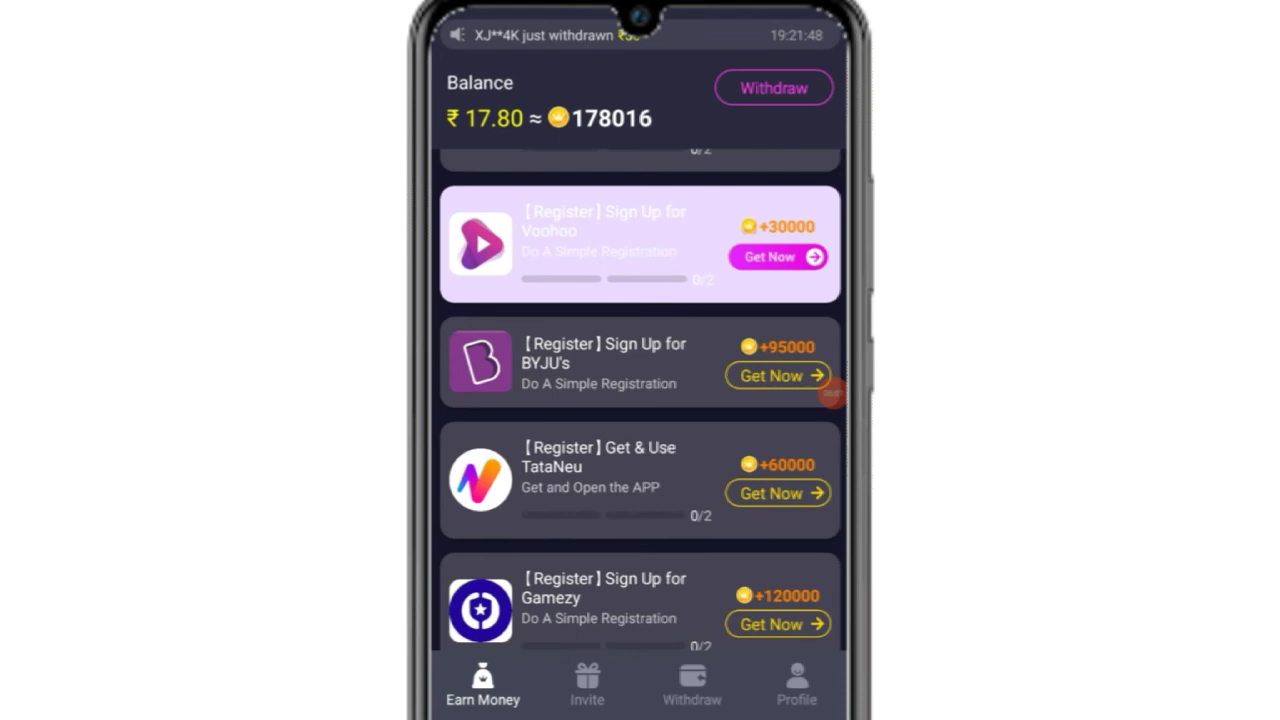 XJ**4K just withdrawn
19:21:48
Balance
Withdraw
₹ 17.80 ≈ 178016
0/2
【Register】Sign Up for
Voohoo
Do A Simple Registration
0/2
+30000
Get Now
【Register】Sign Up for
BYJU's
Do A Simple Registration
+95000
Get Now
【Register】Get & Use
TataNeu
Get and Open the APP
0/2
+60000
Get Now
【Register】Sign Up for
Gamezy
Do A Simple Registration
0/2
+120000
Get Now
Earn Money
Invite
Withdraw
Profile